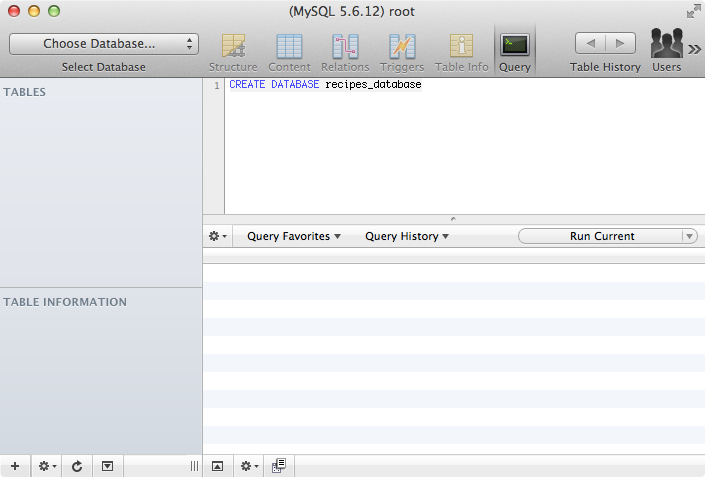 (MySQL 5.6.12) root
Choose Database...
Select Database
Structure
Content
Relations
Triggers
Table Info
Query
Table History
Users
TABLES
1 CREATE DATABASE recipes_database
Query Favorites
Query History
Run Current
TABLE INFORMATION